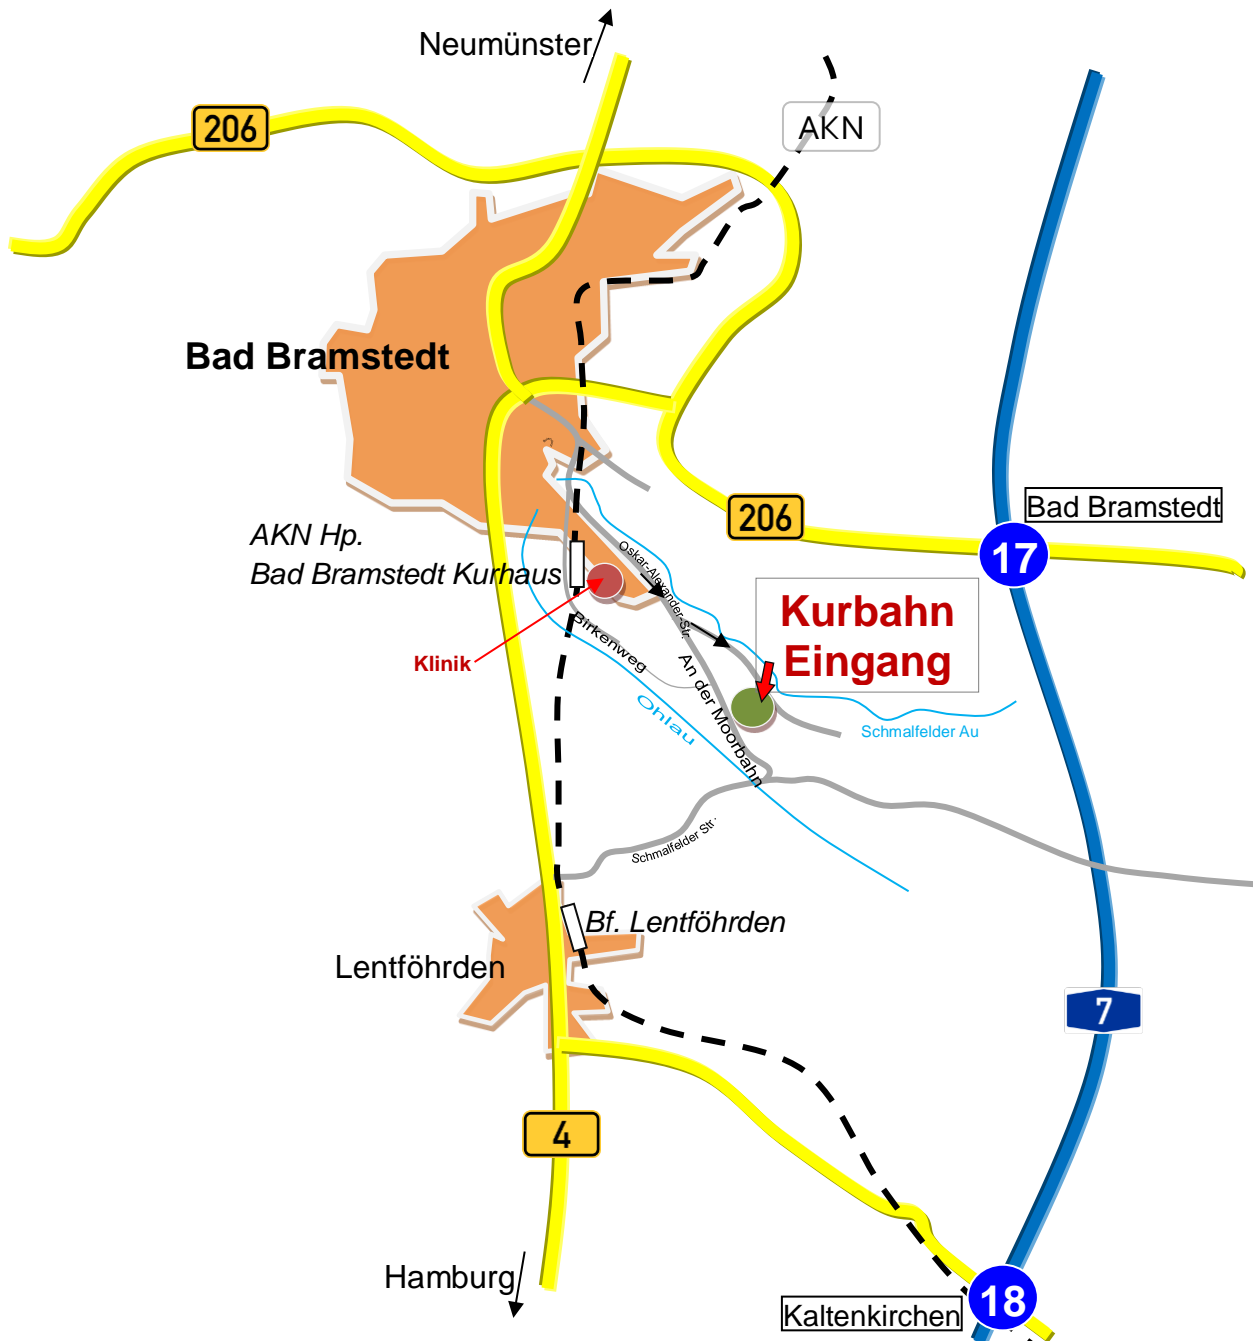 Neumünster
206
AKN
Bad Bramstedt
Bad Bramstedt
206
17
AKN Hp.
Bad Bramstedt Kurhaus
Oskar-Alexander-Str.
Kurbahn
Eingang
Klinik
Birkenweg
An der Moorbahn
Ohlau
Schmalfelder Au
Schmalfelder Str.
Bf. Lentföhrden
Lentföhrden
7
4
Hamburg
Kaltenkirchen
18